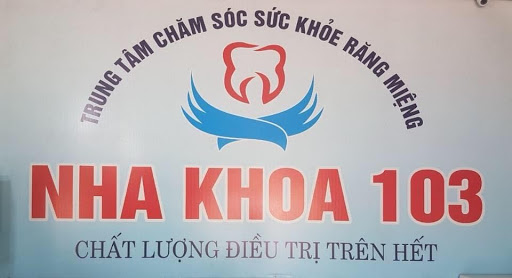 TRUNG TÂM CHĂM SÓC SỨC KHỎE RĂNG MIỆNG
NHA KHOA 103
CHẤT LƯỢNG ĐIỀU TRỊ TRÊN HẾT